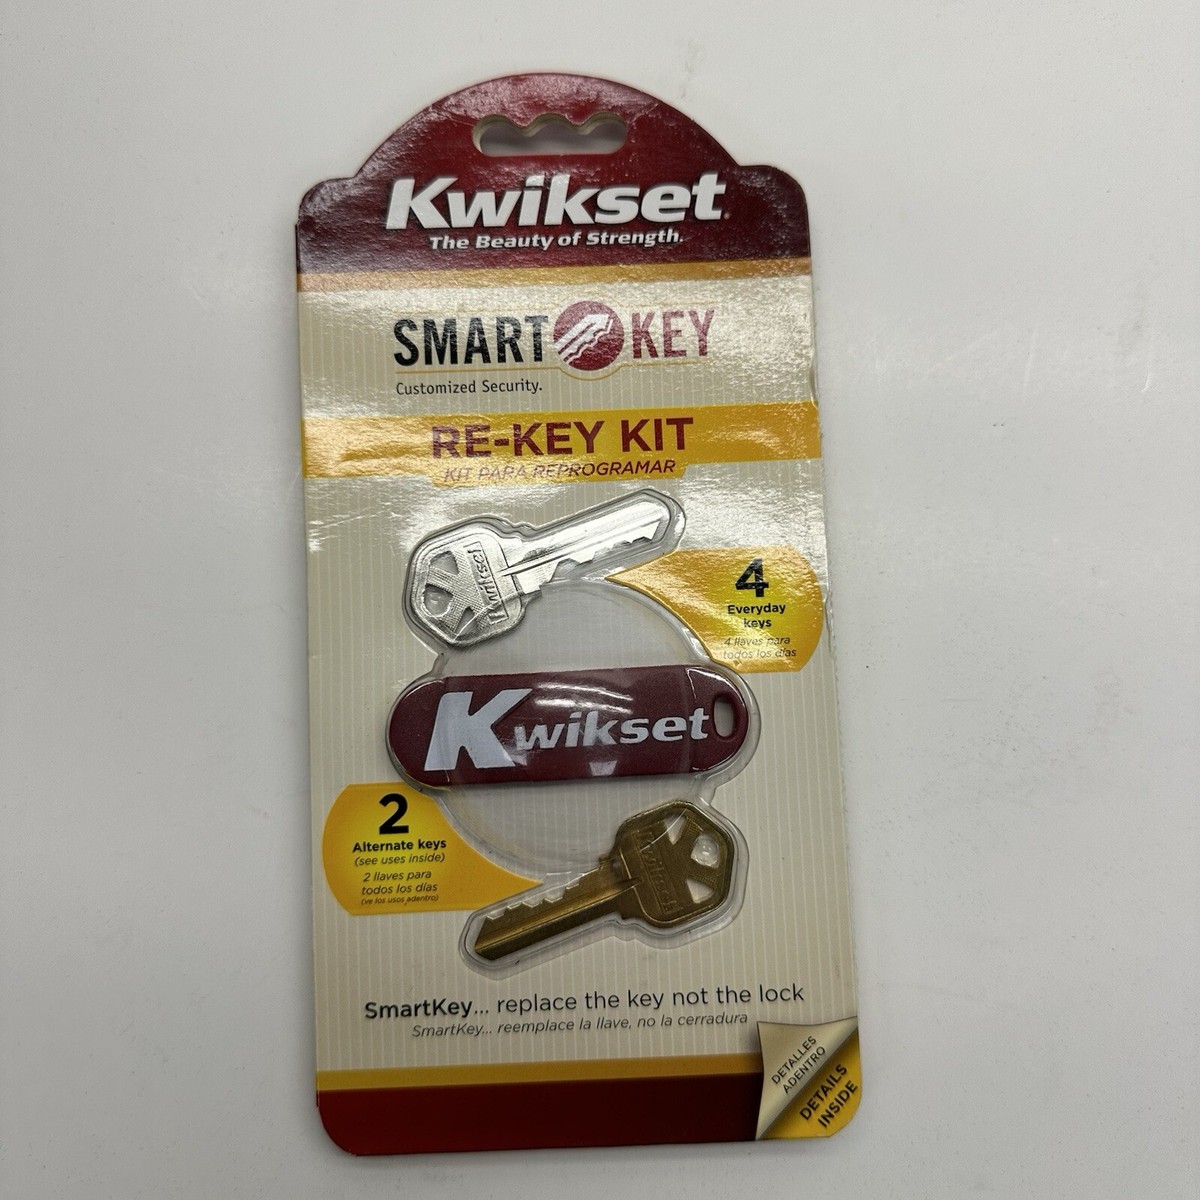 Kwikset
The Beauty of Strength.
SMART KEY
Customized Security.
RE-KEY KIT
KIT PARA REPROGRAMAR
Kwikset
4
Everyday
keys
4 llaves para
todos los días
Kwikset
2
Alternate keys
(see uses inside)
2 llaves para
todos los días
(ve los usos adentro)
Kwikset
SmartKey... replace the key not the lock
SmartKey... reemplace la llave, no la cerradura
DETALLES
ADENTRO
DETAILS
INSIDE